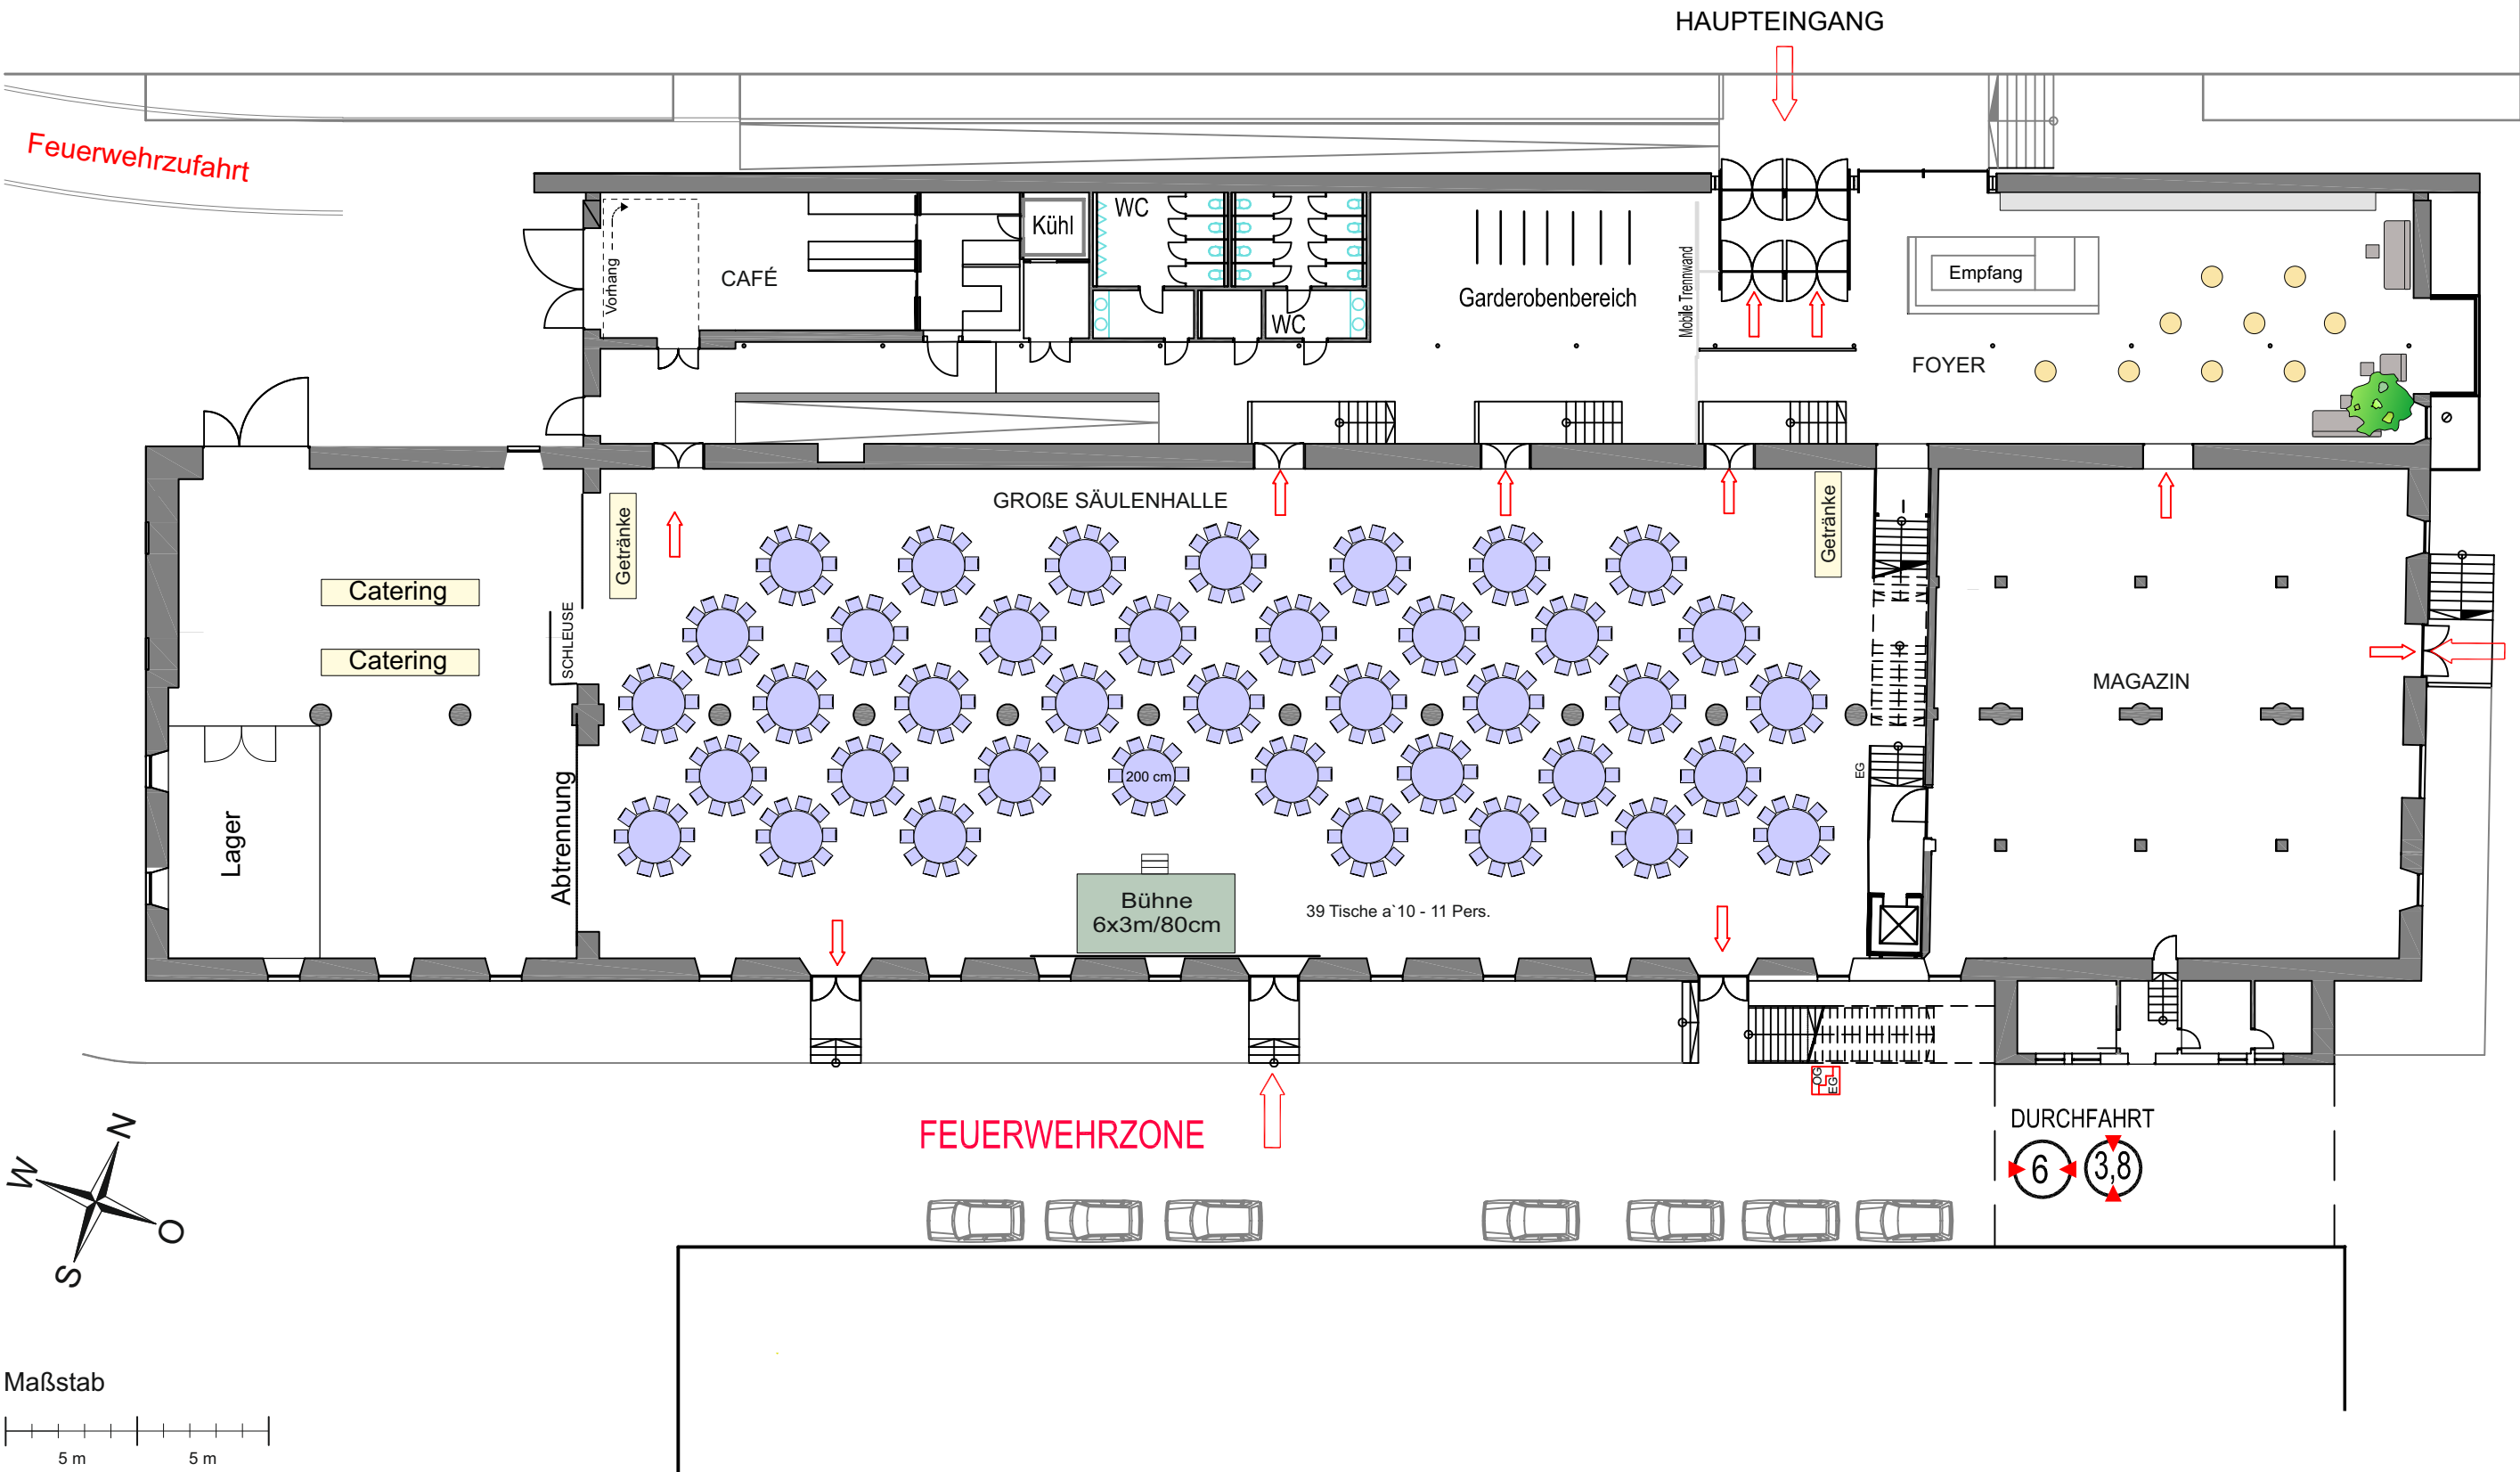 HAUPTEINGANG
Feuerwehrzufahrt
Vorhang
CAFÉ
Kühl
WC
WC
Garderobenbereich
Mobile Trennwand
Empfang
FOYER
GROßE SÄULENHALLE
Getränke
Getränke
Catering
Catering
SCHLEUSE
MAGAZIN
Lager
Abtrennung
200 cm
EG
Bühne
6x3m/80cm
39 Tische a`10 - 11 Pers.
OG
EG
FEUERWEHRZONE
DURCHFAHRT
6
3,8
N
W
O
S
Maßstab
5 m
5 m